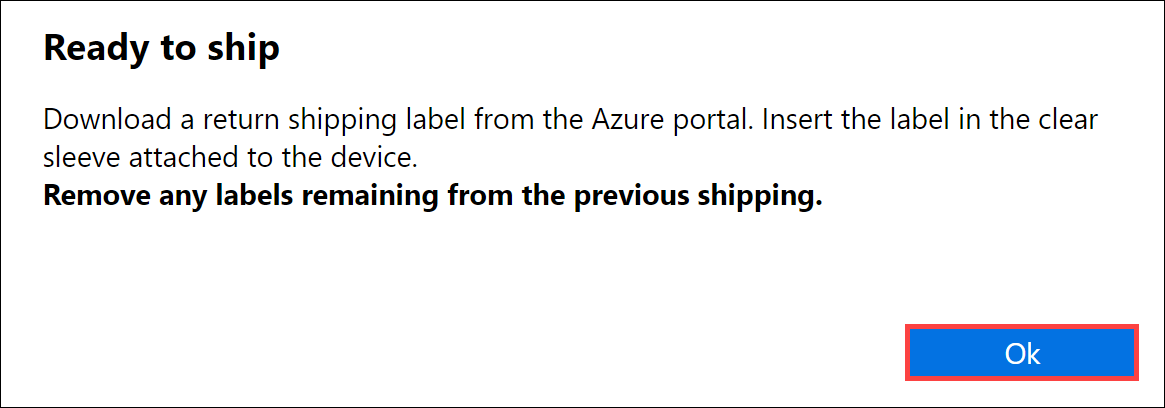 Ready to ship
Download a return shipping label from the Azure portal. Insert the label in the clear
sleeve attached to the device.
Remove any labels remaining from the previous shipping.
Ok